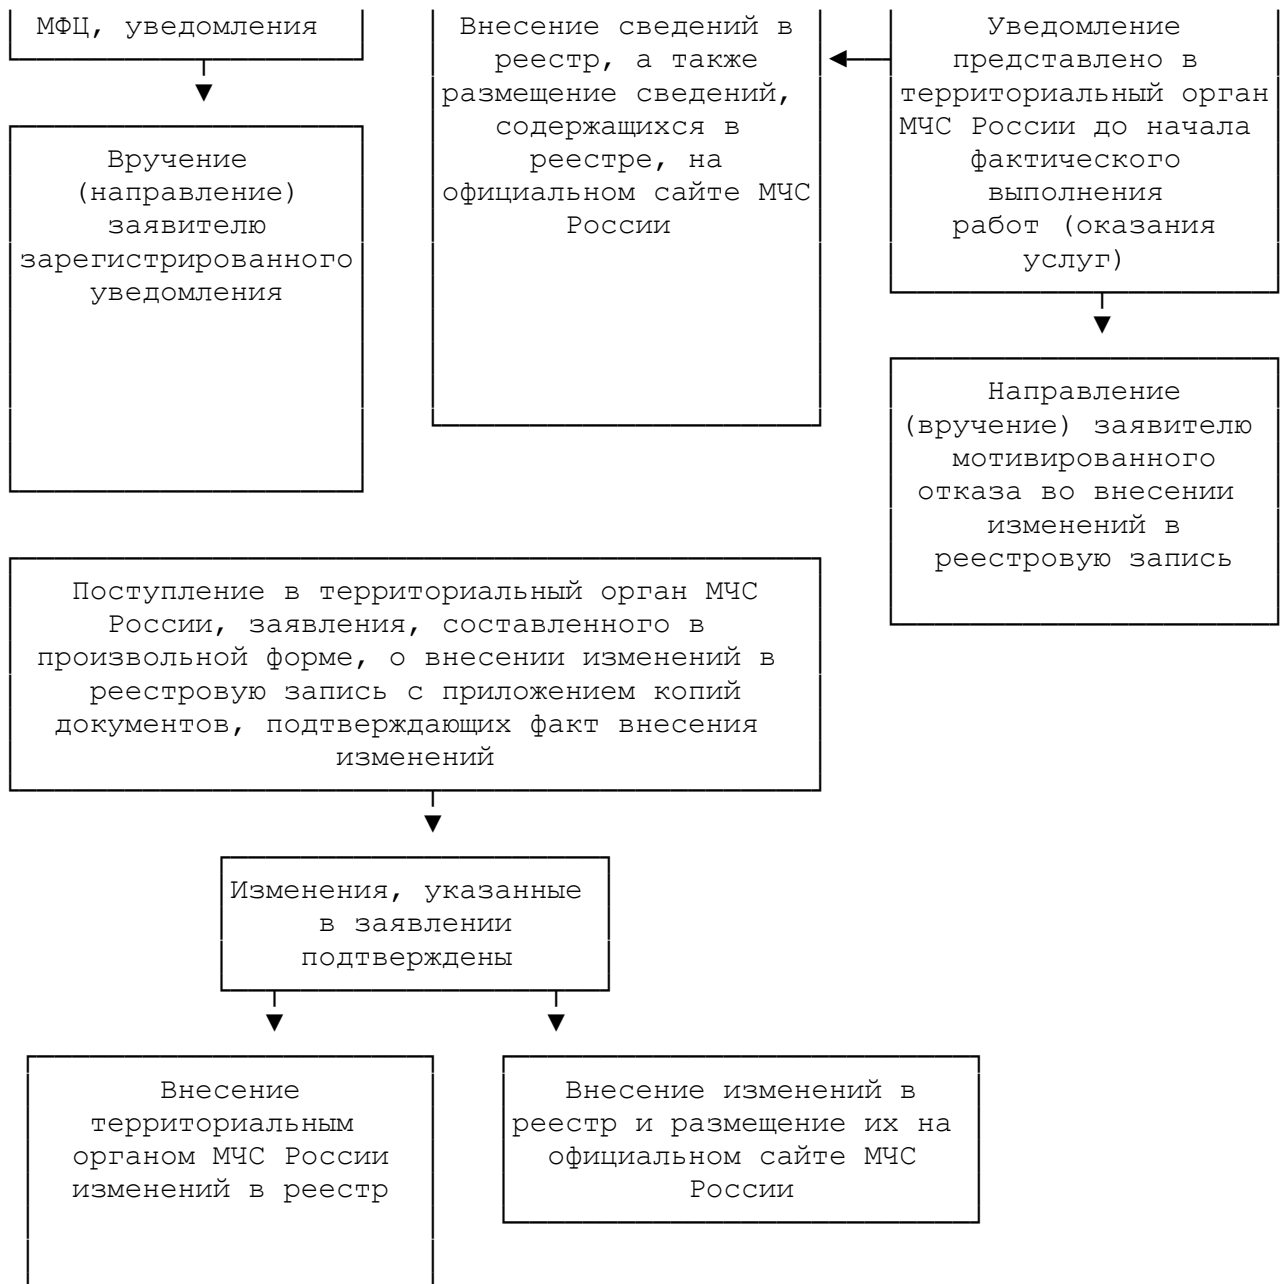 МФЦ, уведомления
Вручение
(направление)
заявителю
зарегистрированного
уведомления
Внесение сведений в
реестр, а также
размещение сведений,
содержащихся в
реестре, на
официальном сайте МЧС
России
Уведомление
представлено в
территориальный орган
МЧС России до начала
фактического
выполнения
работ (оказания
услуг)
Направление
(вручение) заявителю
мотивированного
отказа во внесении
изменений в
реестровую запись
Поступление в территориальный орган МЧС
России, заявления, составленного в
произвольной форме, о внесении изменений в
реестровую запись с приложением копий
документов, подтверждающих факт внесения
изменений
Изменения, указанные
в заявлении
подтверждены
Внесение
территориальным
органом МЧС России
изменений в реестр
Внесение изменений в
реестр и размещение их на
официальном сайте МЧС
России